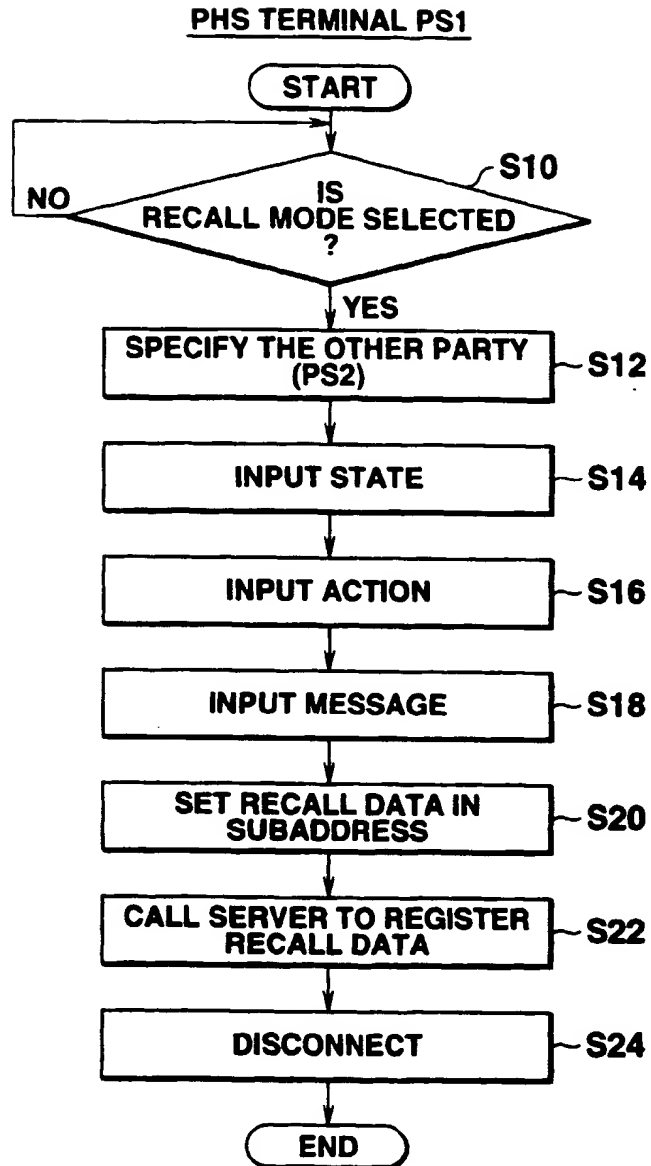 PHS TERMINAL PS1
START
S10
NO
IS
RECALL MODE SELECTED
?
YES
SPECIFY THE OTHER PARTY
(PS2)
S12
INPUT STATE
S14
INPUT ACTION
S16
INPUT MESSAGE
S18
SET RECALL DATA IN
SUBADDRESS
S20
CALL SERVER TO REGISTER
RECALL DATA
S22
DISCONNECT
S24
END